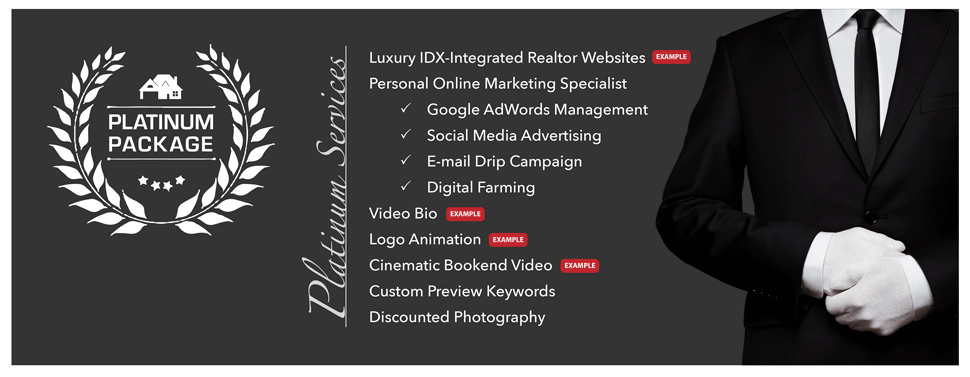 PLATINUM
PACKAGE
Platinum Services
Luxury IDX-Integrated Realtor Websites EXAMPLE
Personal Online Marketing Specialist
✓ Google AdWords Management
✓ Social Media Advertising
✓ E-mail Drip Campaign
✓ Digital Farming
Video Bio EXAMPLE
Logo Animation EXAMPLE
Cinematic Bookend Video EXAMPLE
Custom Preview Keywords
Discounted Photography